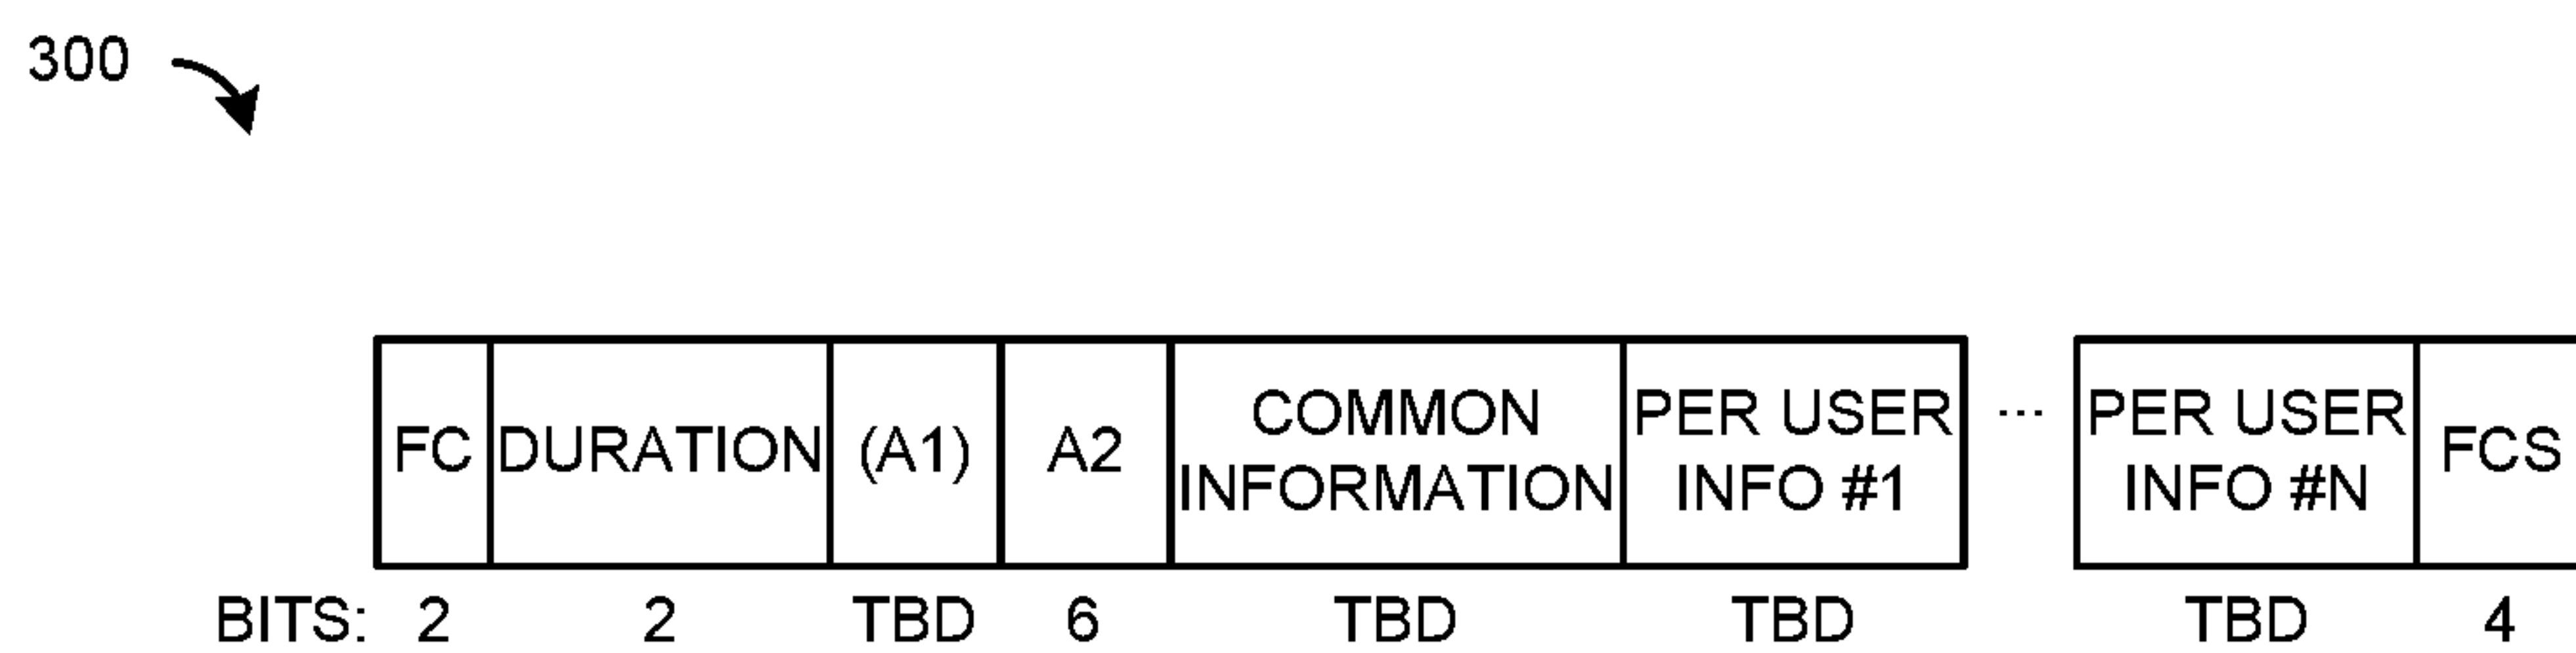 300
FC DURATION (A1) A2 COMMON INFORMATION PER USER INFO #1 ... PER USER INFO #N FCS
BITS: 2 2 TBD 6 TBD TBD TBD 4